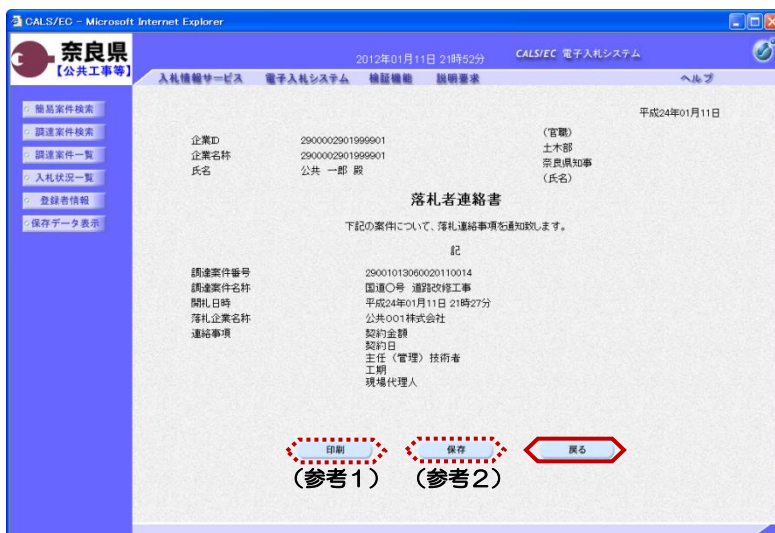 CALS/EC - Microsoft Internet Explorer
奈良県
【公共工事等】
2012年01月11日 21時52分
CALS/EC 電子入札システム
入札情報サービス 電子入札システム 検証機能 説明要求 ヘルプ
簡易案件検索
調達案件検索
調達案件一覧
入札状況一覧
登録者情報
保存データ表示
平成24年01月11日
企業ID 2900002901999901
企業名称 2900002901999901
氏名 公共 一郎 殿
(官職)
土木部
奈良県知事
(氏名)
落札者連絡書
下記の案件について、落札連絡事項を通知致します。
記
調達案件番号 29001013060020110014
調達案件名称 国道〇号 道路改修工事
開札日時 平成24年01月11日 21時27分
落札企業名称 公共001株式会社
連絡事項 契約金額
契約日
主任(管理)技術者
工期
現場代理人
印刷 保存 戻る
(参考1) (参考2)